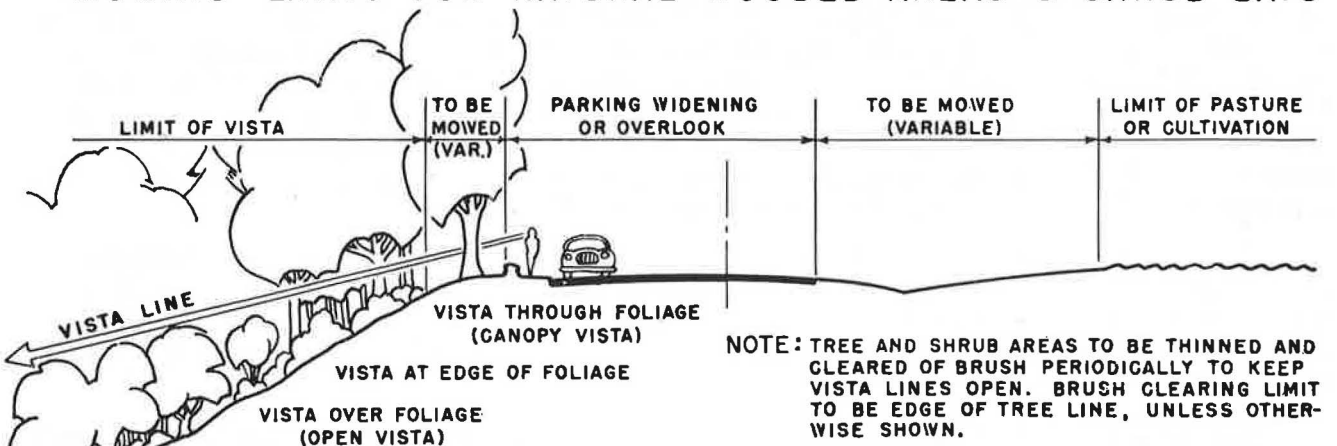 TO BE
MOWED
(VAR.)
PARKING WIDENING
OR OVERLOOK
TO BE MOWED
(VARIABLE)
LIMIT OF PASTURE
OR CULTIVATION
LIMIT OF VISTA
VISTA LINE
VISTA THROUGH FOLIAGE
(CANOPY VISTA)
VISTA AT EDGE OF FOLIAGE
VISTA OVER FOLIAGE
(OPEN VISTA)
NOTE: TREE AND SHRUB AREAS TO BE THINNED AND
CLEARED OF BRUSH PERIODICALLY TO KEEP
VISTA LINES OPEN. BRUSH CLEARING LIMIT
TO BE EDGE OF TREE LINE, UNLESS OTHER-
WISE SHOWN.